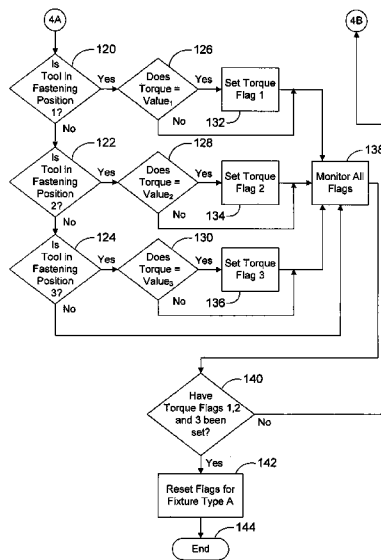 4A
4B
120
Is
Tool in
Fastening
Position
1?
Yes
No
126
Does
Torque =
Value1
Yes
No
Set Torque
Flag 1
132
122
Is
Tool in
Fastening
Position
2?
Yes
No
128
Does
Torque =
Value2
Yes
No
Set Torque
Flag 2
134
138
Monitor All
Flags
124
Is
Tool in
Fastening
Position
3?
Yes
No
130
Does
Torque =
Value3
Yes
No
Set Torque
Flag 3
136
140
Have
Torque Flags 1,2
and 3 been
set?
No
Yes
142
Reset Flags for
Fixture Type A
144
End